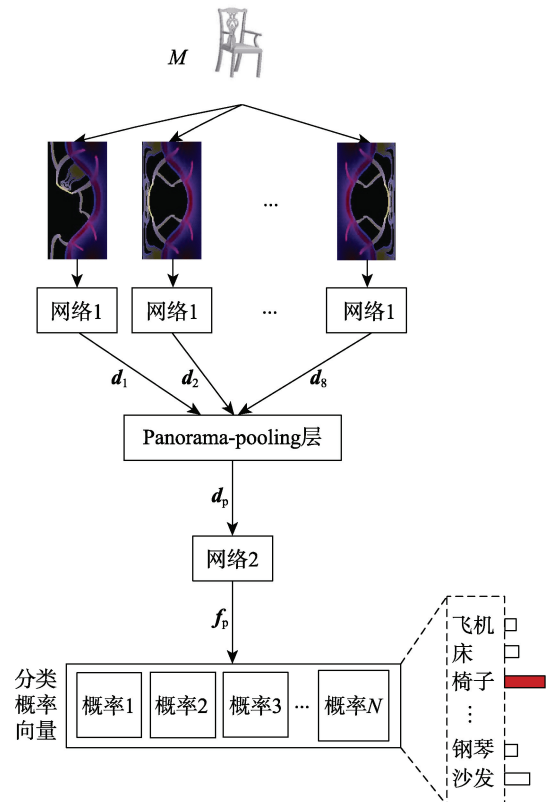 M
...
网络1 网络1 ... 网络1
d1 d2 d8
Panorama-pooling层
dp
网络2
fp
分类
概率
向量
概率1 概率2 概率3 ... 概率N
飞机
床
椅子
⋮
钢琴
沙发